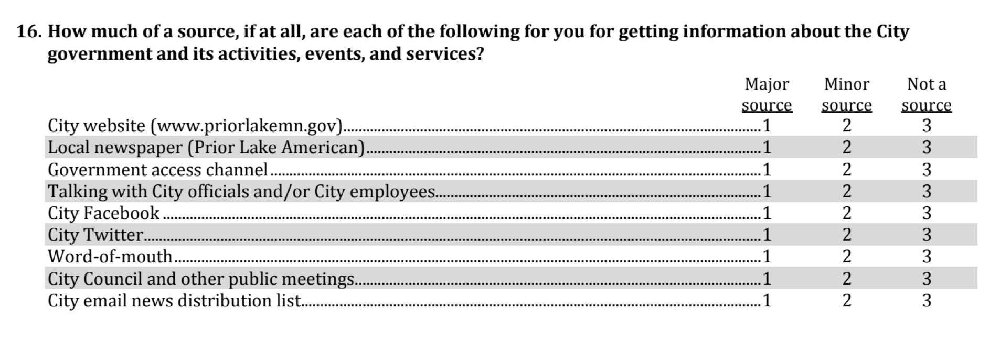 16. How much of a source, if at all, are each of the following for you for getting information about the City
government and its activities, events, and services?
Major Minor Not a
source source source
City website (www.priorlakemn.gov)........1 2 3
Local newspaper (Prior Lake American)........1 2 3
Government access channel........1 2 3
Talking with City officials and/or City employees........1 2 3
City Facebook........1 2 3
City Twitter........1 2 3
Word-of-mouth........1 2 3
City Council and other public meetings........1 2 3
City email news distribution list........1 2 3